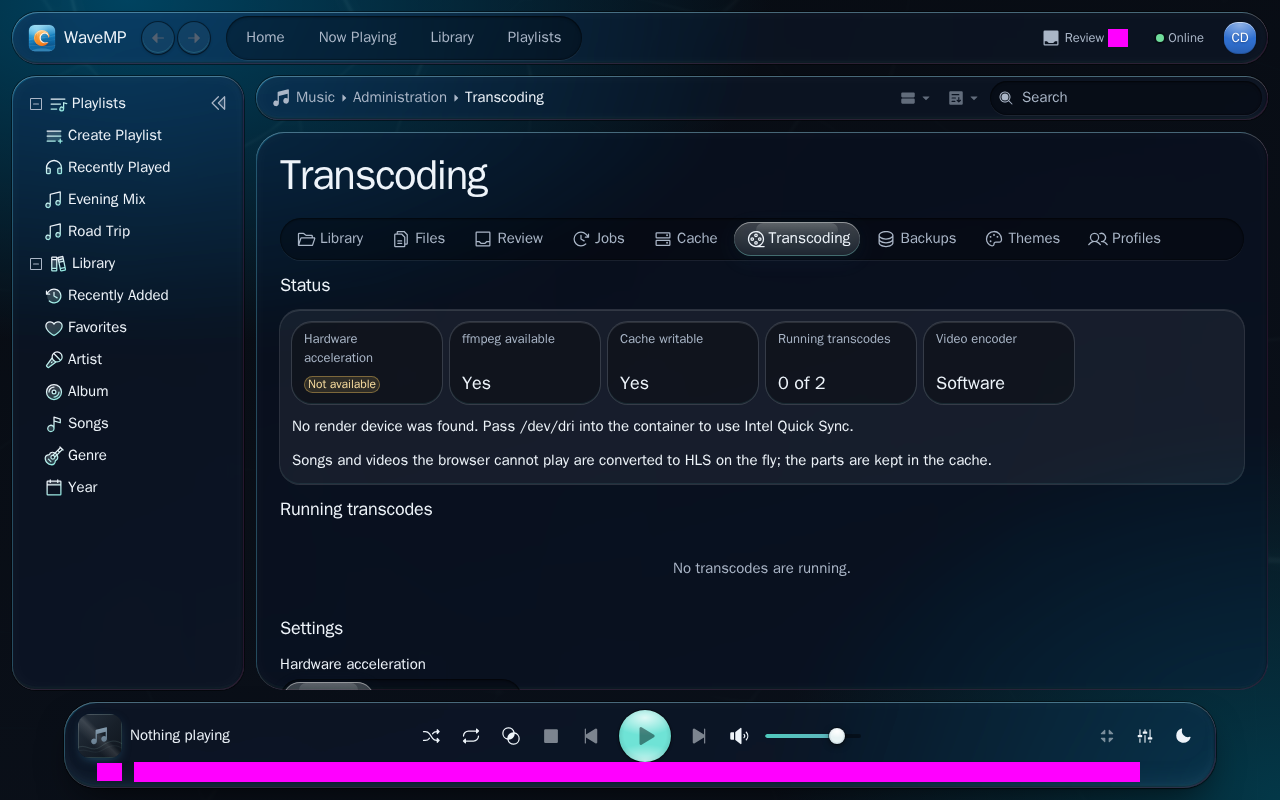 WaveMP
Home
Now Playing
Library
Playlists
Review
Online
CD
Playlists
Create Playlist
Recently Played
Evening Mix
Road Trip
Library
Recently Added
Favorites
Artist
Album
Songs
Genre
Year
Music
Administration
Transcoding
Search
Transcoding
Library
Files
Review
Jobs
Cache
Transcoding
Backups
Themes
Profiles
Status
Hardware
acceleration
Not available
ffmpeg available
Yes
Cache writable
Yes
Running transcodes
0 of 2
Video encoder
Software
No render device was found. Pass /dev/dri into the container to use Intel Quick Sync.
Songs and videos the browser cannot play are converted to HLS on the fly; the parts are kept in the cache.
Running transcodes
No transcodes are running.
Settings
Hardware acceleration
Nothing playing